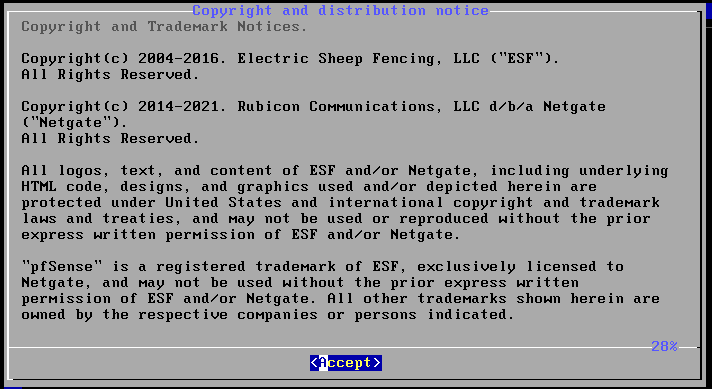 Copyright and distribution notice
Copyright and Trademark Notices.
Copyright(c) 2004-2016. Electric Sheep Fencing, LLC ("ESF").
All Rights Reserved.
Copyright(c) 2014-2021. Rubicon Communications, LLC d/b/a Netgate
("Netgate").
All Rights Reserved.
All logos, text, and content of ESF and/or Netgate, including underlying
HTML code, designs, and graphics used and/or depicted herein are
protected under United States and international copyright and trademark
laws and treaties, and may not be used or reproduced without the prior
express written permission of ESF and/or Netgate.
"pfSense" is a registered trademark of ESF, exclusively licensed to
Netgate, and may not be used without the prior express written
permission of ESF and/or Netgate. All other trademarks shown herein are
owned by the respective companies or persons indicated.
28%
<Accept>